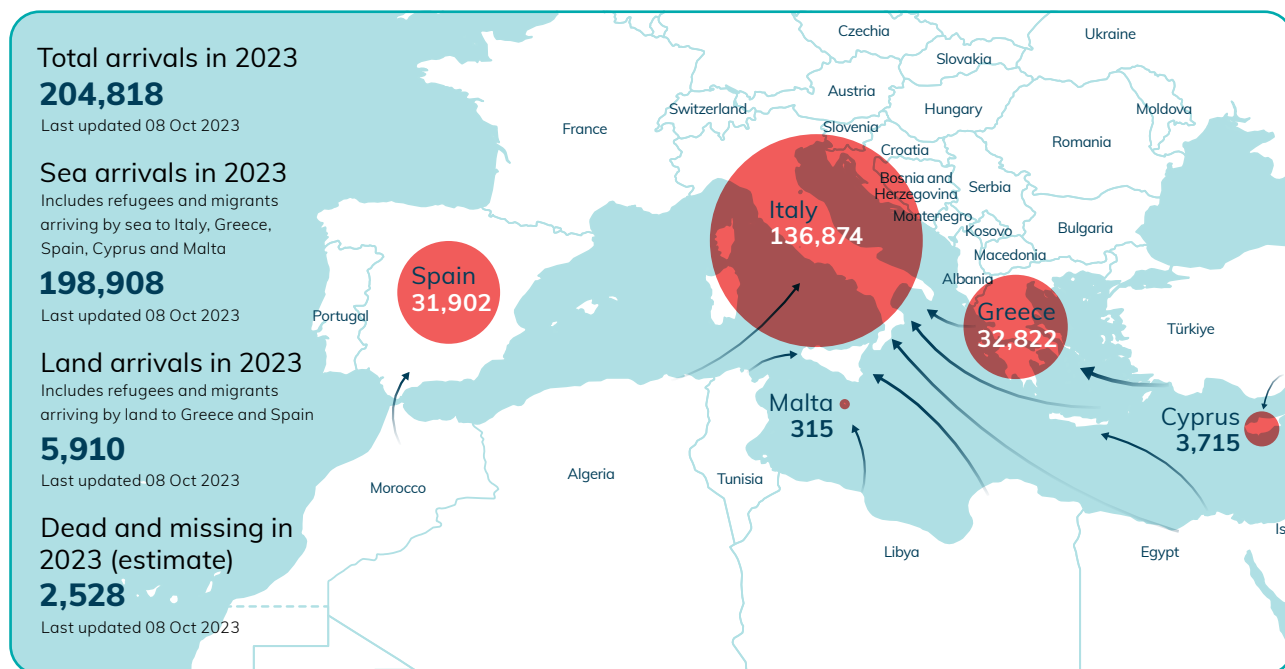 Total arrivals in 2023
204,818
Last updated 08 Oct 2023
Sea arrivals in 2023
Includes refugees and migrants
arriving by sea to Italy, Greece,
Spain, Cyprus and Malta
198,908
Last updated 08 Oct 2023
Land arrivals in 2023
Includes refugees and migrants
arriving by land to Greece and Spain
5,910
Last updated 08 Oct 2023
Dead and missing in
2023 (estimate)
2,528
Last updated 08 Oct 2023
Czechia
Ukraine
Slovakia
Austria
Switzerland
Hungary
Moldova
France
Slovenia
Romania
Croatia
Bosnia and
Herzegovina
Serbia
Italy
136,874
Montenegro
Kosovo
Bulgaria
Macedonia
Albania
Spain
31,902
Portugal
Greece
32,822
Türkiye
Malta
315
Cyprus
3,715
Morocco
Algeria
Tunisia
Libya
Egypt
Is